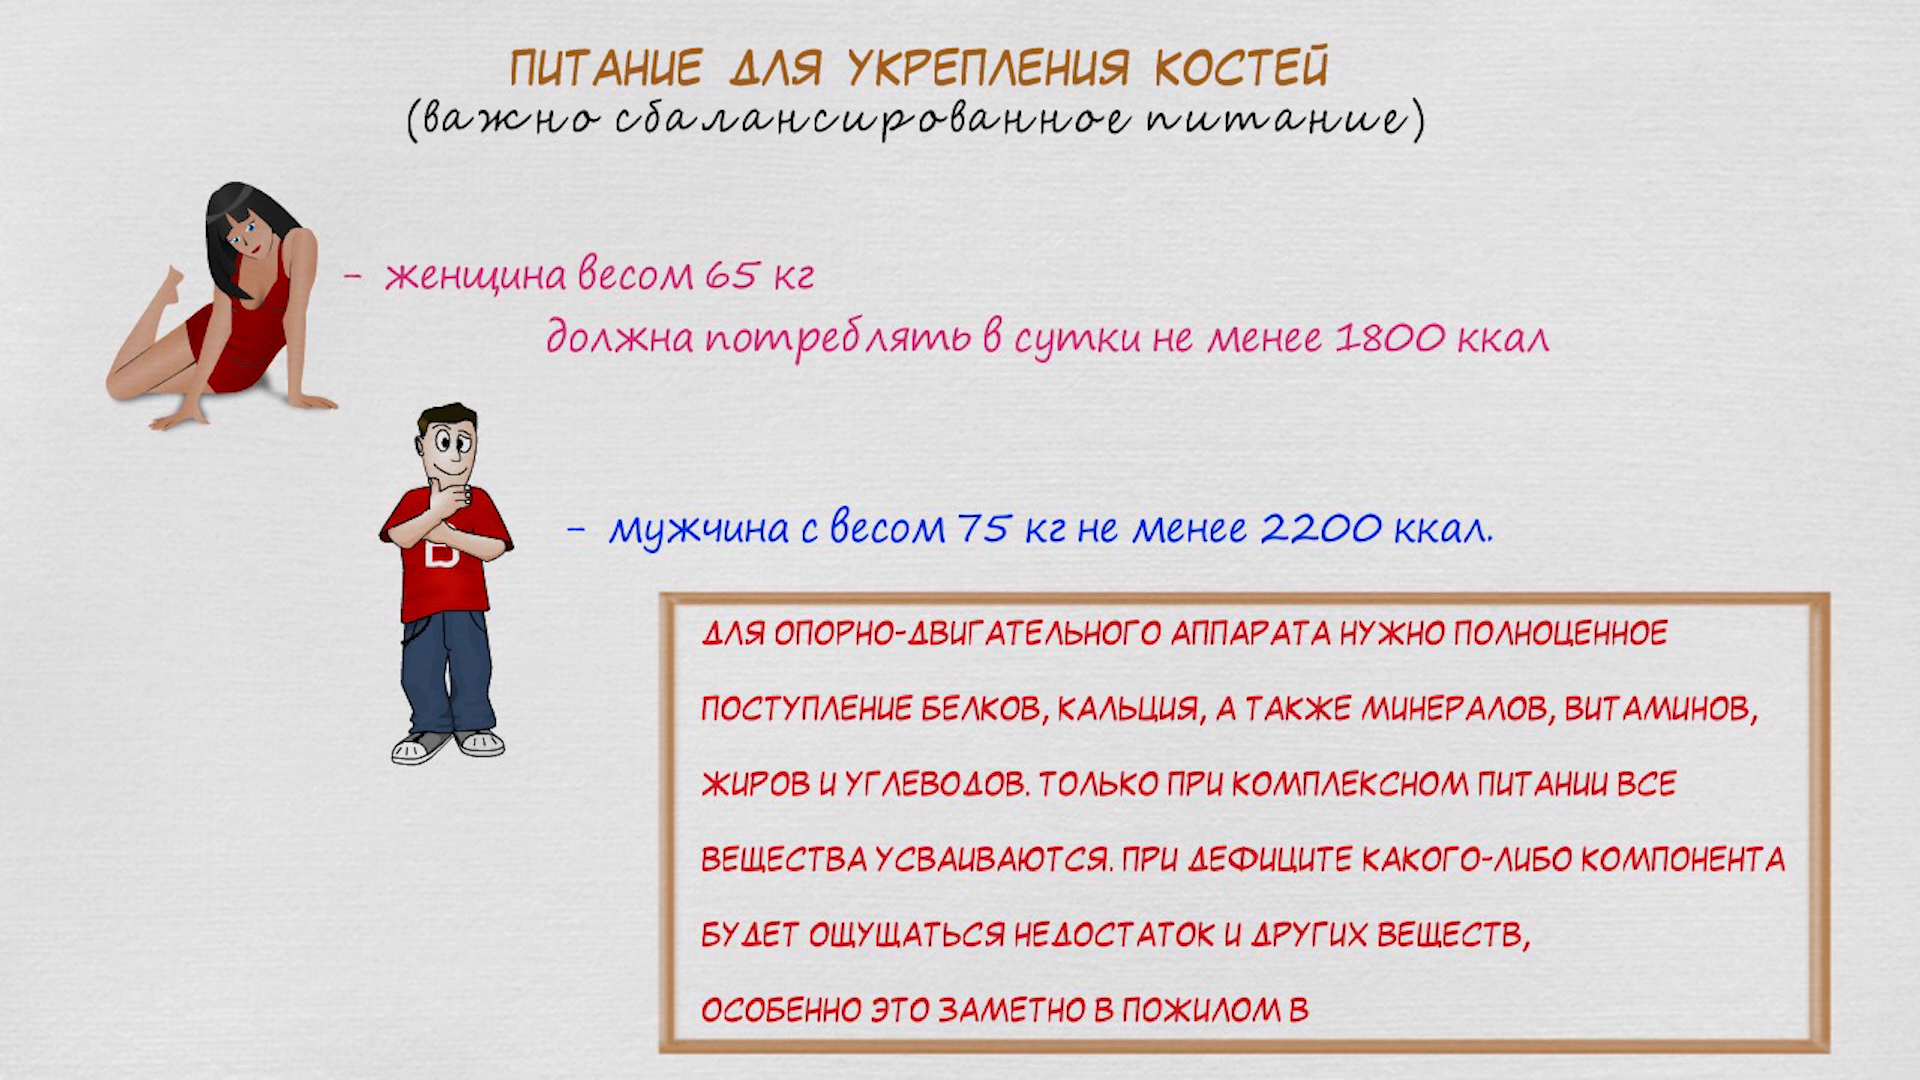 ПИТАНИЕ ДЛЯ УКРЕПЛЕНИЯ КОСТЕЙ
(важно сбалансированное питание)
- женщина весом 65 кг
должна потреблять в сутки не менее 1800 ккал
- мужчина с весом 75 кг не менее 2200 ккал.
В
ДЛЯ ОПОРНО-ДВИГАТЕЛЬНОГО АППАРАТА НУЖНО ПОЛНОЦЕННОЕ
ПОСТУПЛЕНИЕ БЕЛКОВ, КАЛЬЦИЯ, А ТАКЖЕ МИНЕРАЛОВ, ВИТАМИНОВ,
ЖИРОВ И УГЛЕВОДОВ. ТОЛЬКО ПРИ КОМПЛЕКСНОМ ПИТАНИИ ВСЕ
ВЕЩЕСТВА УСВАИВАЮТСЯ. ПРИ ДЕФИЦИТЕ КАКОГО-ЛИБО КОМПОНЕНТА
БУДЕТ ОЩУЩАТЬСЯ НЕДОСТАТОК И ДРУГИХ ВЕЩЕСТВ,
ОСОБЕННО ЭТО ЗАМЕТНО В ПОЖИЛОМ В